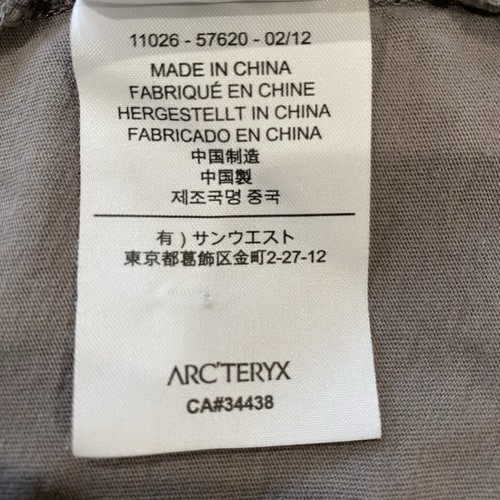 11026 - 57620 - 02/12
MADE IN CHINA
FABRIQUÉ EN CHINE
HERGESTELLT IN CHINA
FABRICADO EN CHINA
中国制造
中国製
제조국명 중국
有）サンウエスト
東京都葛飾区金町2-27-12
ARC'TERYX
CA#34438